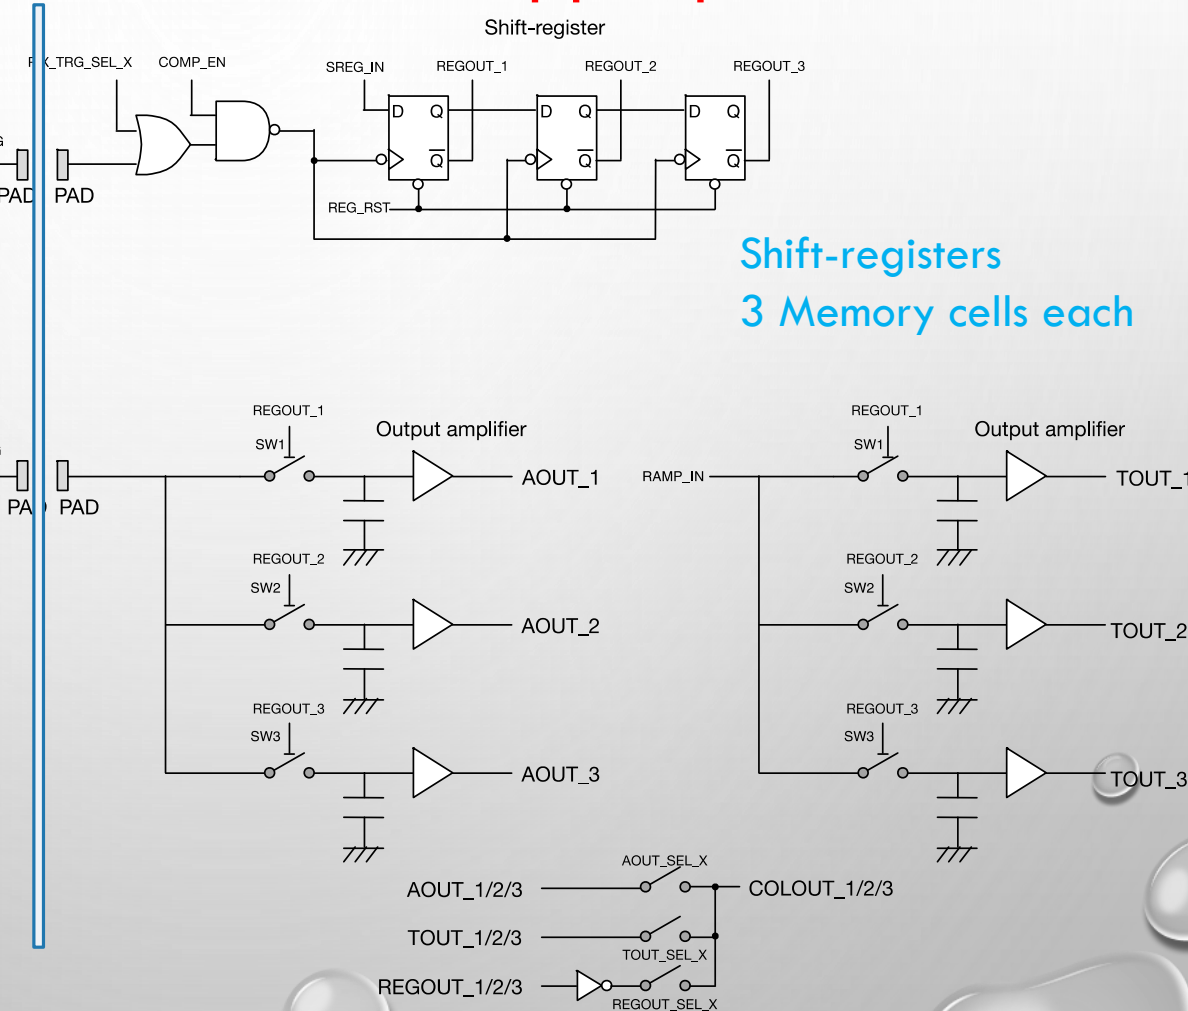 Shift-register
X_TRG_SEL_X
COMP_EN
SREG_IN
REGOUT_1
REGOUT_2
REGOUT_3
D Q
D Q
D Q
Q
Q
Q
PAD
PAD
REG_RST
Shift-registers
3 Memory cells each
REGOUT_1
SW1
Output amplifier
AOUT_1
PAD
REGOUT_2
SW2
AOUT_2
REGOUT_3
SW3
AOUT_3
REGOUT_1
SW1
Output amplifier
RAMP_IN
TOUT_1
REGOUT_2
SW2
TOUT_2
REGOUT_3
SW3
TOUT_3
AOUT_SEL_X
AOUT_1/2/3
COLOUT_1/2/3
TOUT_1/2/3
TOUT_SEL_X
REGOUT_1/2/3
REGOUT_SEL_X